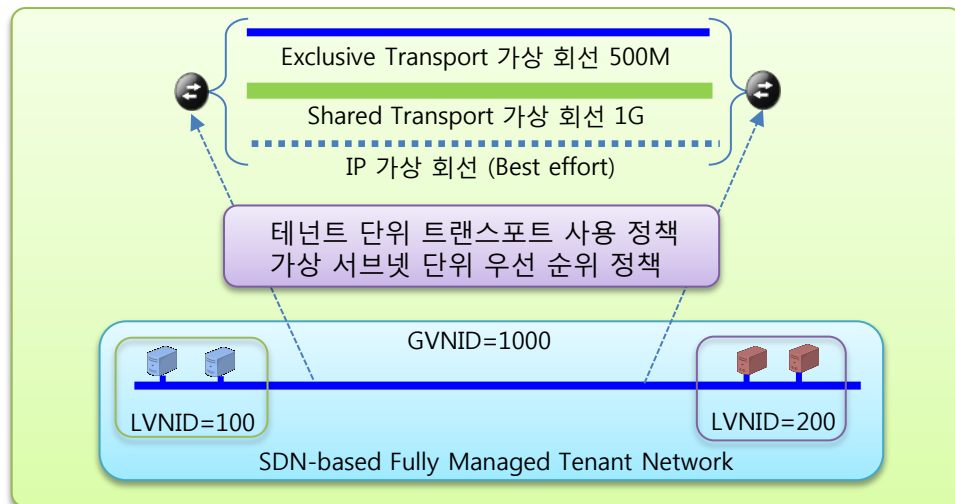 Exclusive Transport 가상 회선 500M
Shared Transport 가상 회선 1G
IP 가상 회선 (Best effort)
테넌트 단위 트랜스포트 사용 정책
가상 서브넷 단위 우선 순위 정책
GVNID=1000
LVNID=100
LVNID=200
SDN-based Fully Managed Tenant Network